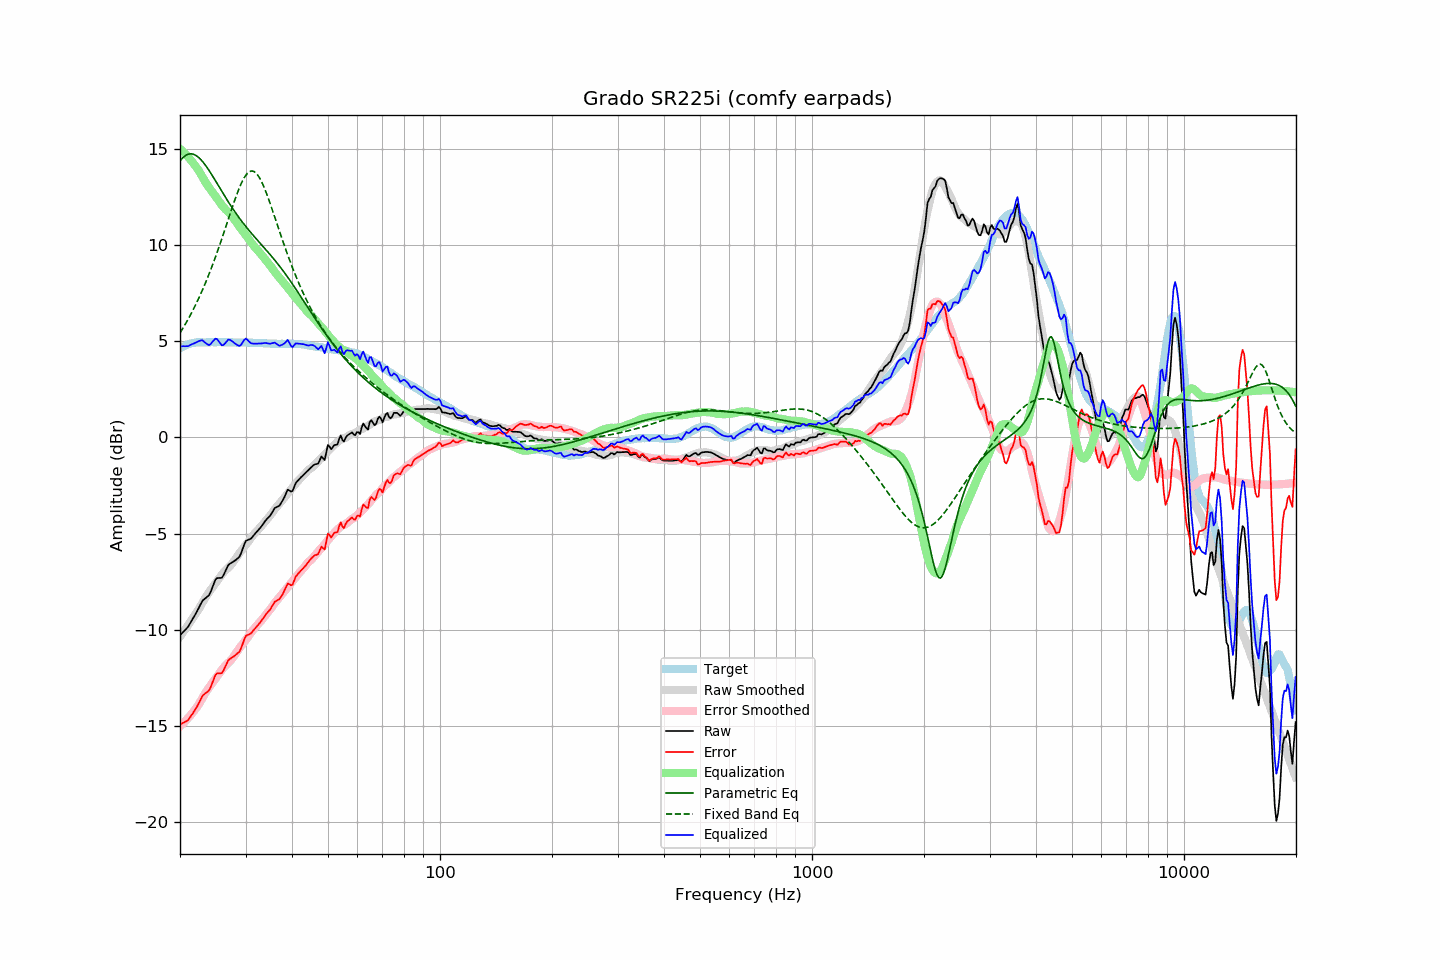 Grado SR225i (comfy earpads)
Amplitude (dBr)
15
10
5
0
−5
−10
−15
−20
Target
Raw Smoothed
Error Smoothed
Raw
Error
Equalization
Parametric Eq
Fixed Band Eq
Equalized
100
1000
10000
Frequency (Hz)